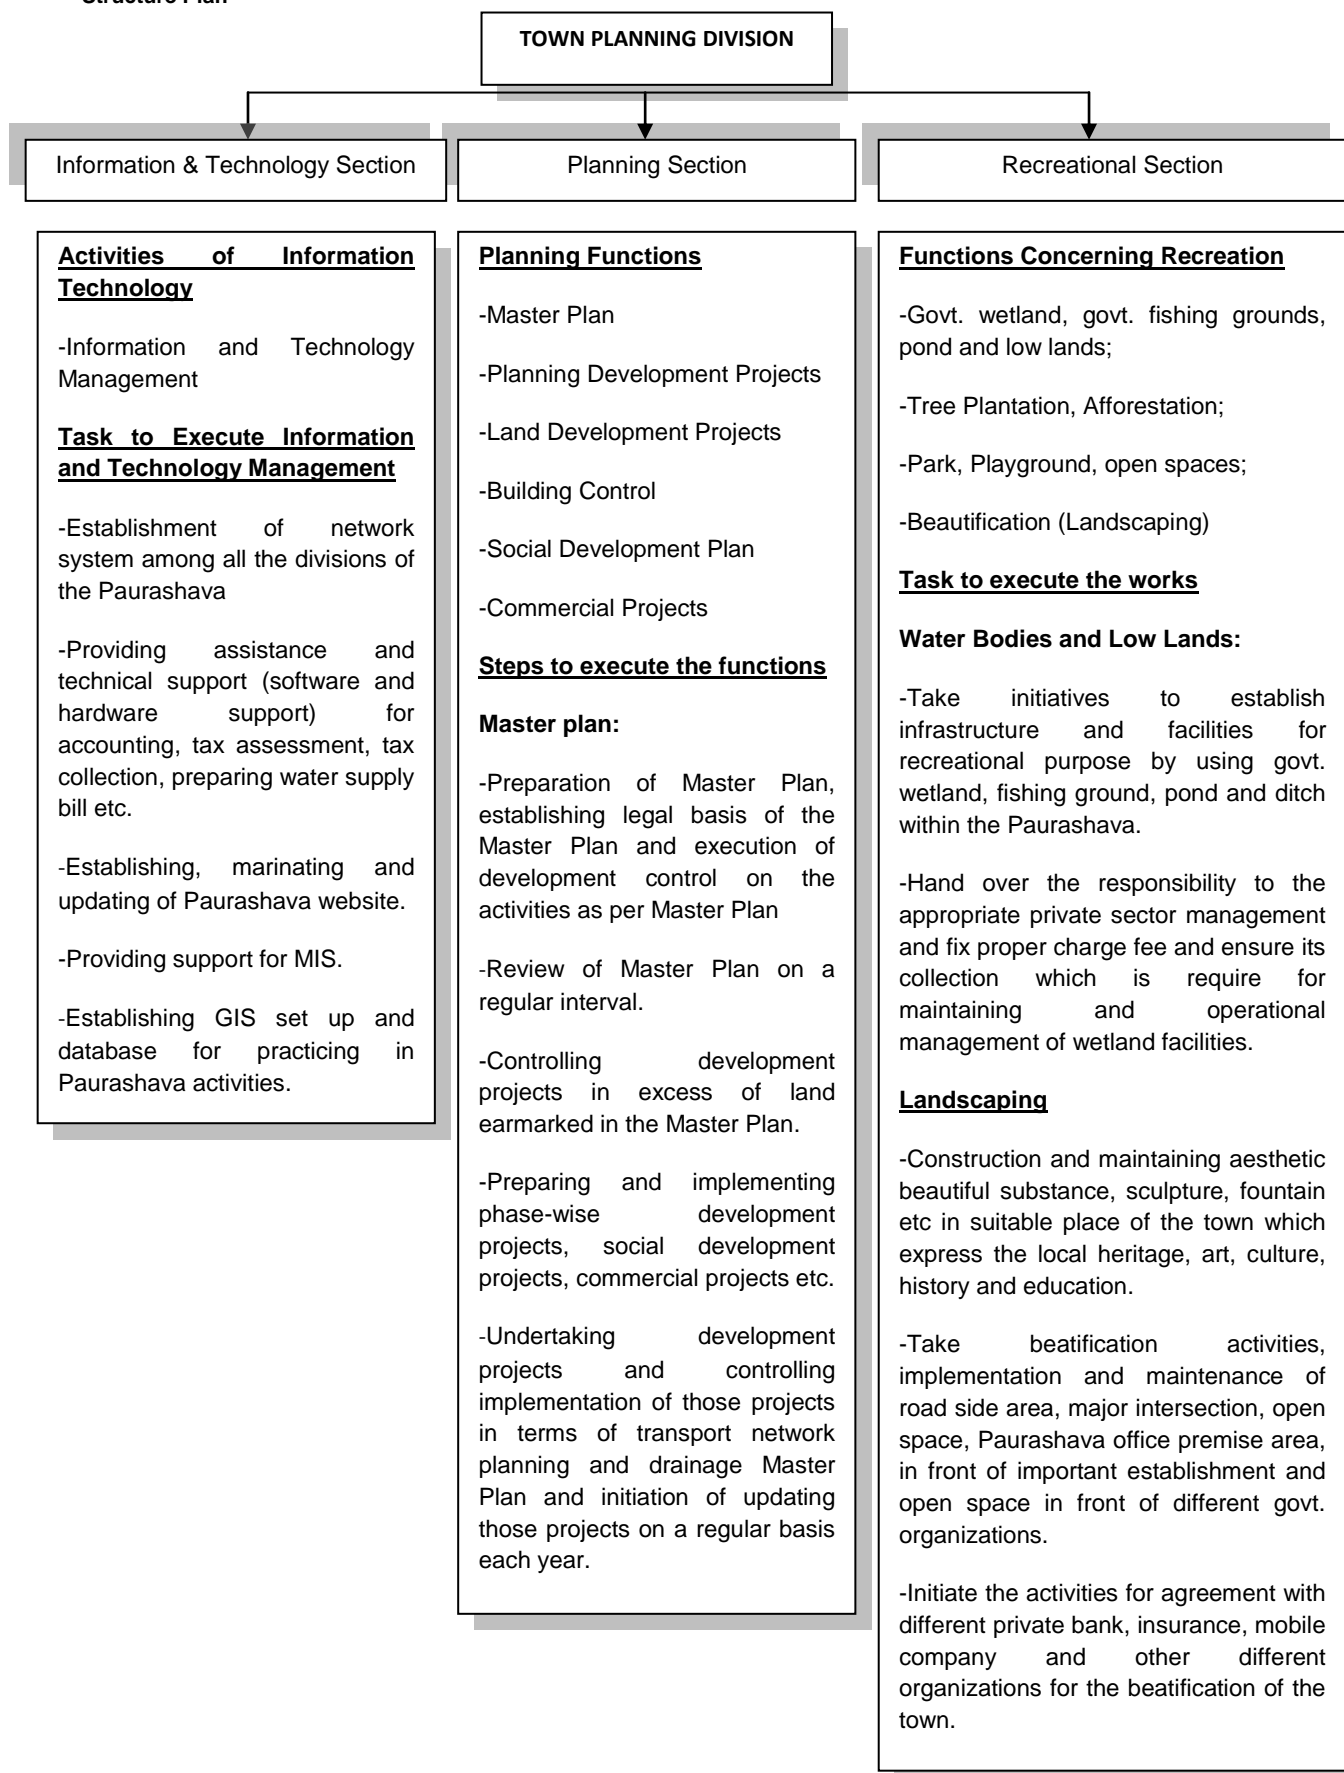 Structure Plan
TOWN PLANNING DIVISION
Information & Technology Section
Planning Section
Recreational Section
Activities of Information
Technology
-Information and Technology
Management
Task to Execute Information
and Technology Management
-Establishment of network
system among all the divisions of
the Paurashava
-Providing assistance and
technical support (software and
hardware support) for
accounting, tax assessment, tax
collection, preparing water supply
bill etc.
-Establishing, marinating and
updating of Paurashava website.
-Providing support for MIS.
-Establishing GIS set up and
database for practicing in
Paurashava activities.
Planning Functions
-Master Plan
-Planning Development Projects
-Land Development Projects
-Building Control
-Social Development Plan
-Commercial Projects
Steps to execute the functions
Master plan:
-Preparation of Master Plan,
establishing legal basis of the
Master Plan and execution of
development control on the
activities as per Master Plan
-Review of Master Plan on a
regular interval.
-Controlling development
projects in excess of land
earmarked in the Master Plan.
-Preparing and implementing
phase-wise development
projects, social development
projects, commercial projects etc.
-Undertaking development
projects and controlling
implementation of those projects
in terms of transport network
planning and drainage Master
Plan and initiation of updating
those projects on a regular basis
each year.
Functions Concerning Recreation
-Govt. wetland, govt. fishing grounds,
pond and low lands;
-Tree Plantation, Afforestation;
-Park, Playground, open spaces;
-Beautification (Landscaping)
Task to execute the works
Water Bodies and Low Lands:
-Take initiatives to establish
infrastructure and facilities for
recreational purpose by using govt.
wetland, fishing ground, pond and ditch
within the Paurashava.
-Hand over the responsibility to the
appropriate private sector management
and fix proper charge fee and ensure its
collection which is require for
maintaining and operational
management of wetland facilities.
Landscaping
-Construction and maintaining aesthetic
beautiful substance, sculpture, fountain
etc in suitable place of the town which
express the local heritage, art, culture,
history and education.
-Take beatification activities,
implementation and maintenance of
road side area, major intersection, open
space, Paurashava office premise area,
in front of important establishment and
open space in front of different govt.
organizations.
-Initiate the activities for agreement with
different private bank, insurance, mobile
company and other different
organizations for the beatification of the
town.